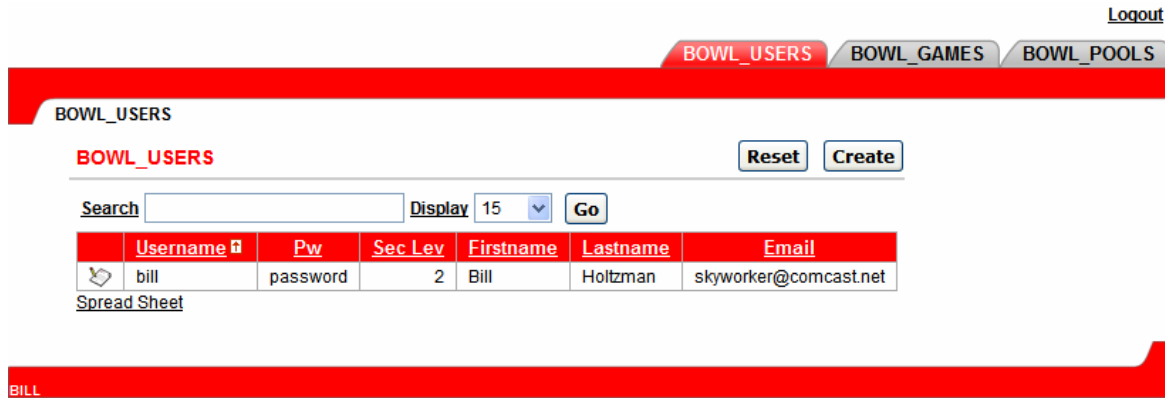 Logout
BOWL_USERS BOWL_GAMES BOWL_POOLS
BOWL_USERS
BOWL_USERS Reset Create
Search Display 15 Go
Username Pw Sec Lev Firstname Lastname Email
bill password 2 Bill Holtzman skyworker@comcast.net
Spread Sheet
BILL